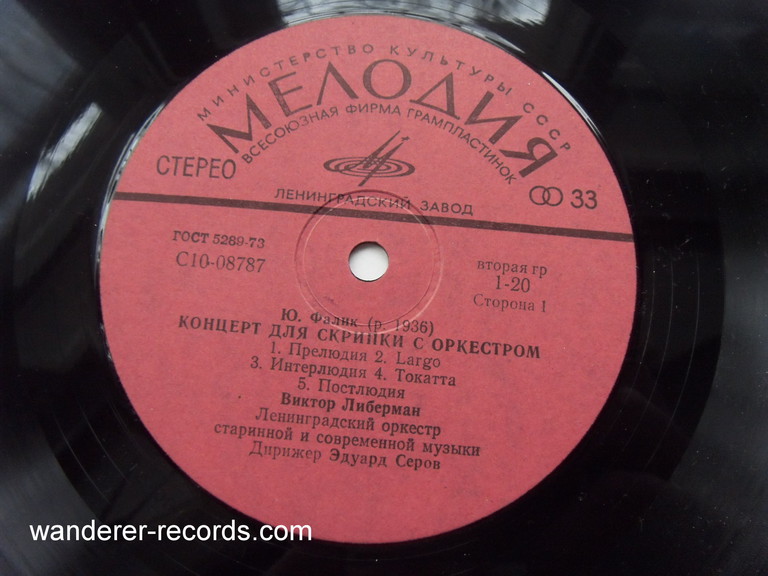 МИНИСТЕРСТВО КУЛЬТУРЫ СССР
МЕЛОДИЯ
ВСЕСОЮЗНАЯ ФИРМА ГРАМПЛАСТИНОК
СТЕРЕО
33
ЛЕНИНГРАДСКИЙ ЗАВОД
ГОСТ 5289-73
С10-08787
вторая гр
1-20
Сторона 1
Ю. Фалик (р. 1936)
КОНЦЕРТ ДЛЯ СКРИПКИ С ОРКЕСТРОМ
1. Прелюдия 2. Largo
3. Интерлюдия 4. Токатта
5. Постлюдия
Виктор Либерман
Ленинградский оркестр
старинной и современной музыки
Дирижер Эдуард Серов
wanderer-records.com